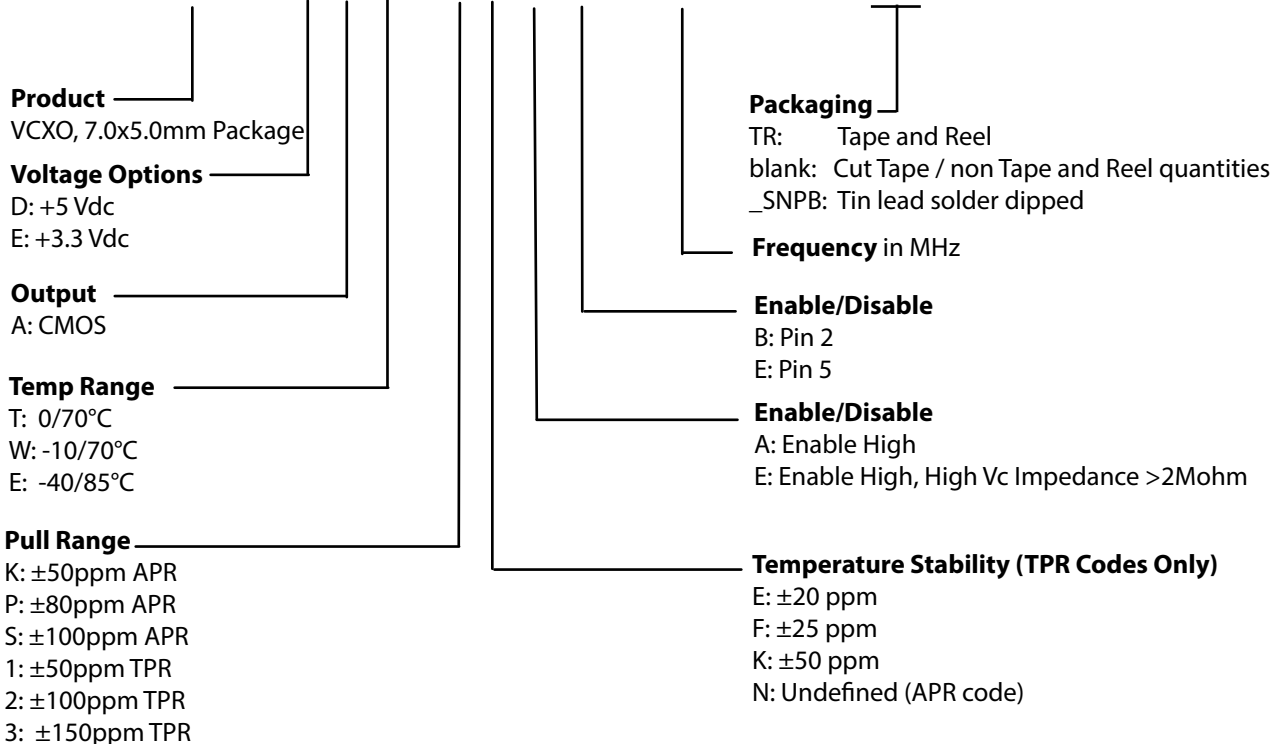 Product
VCXO, 7.0x5.0mm Package
Voltage Options
D: +5 Vdc
E: +3.3 Vdc
Output
A: CMOS
Temp Range
T: 0/70°C
W: -10/70°C
E: -40/85°C
Pull Range
K: ±50ppm APR
P: ±80ppm APR
S: ±100ppm APR
1: ±50ppm TPR
2: ±100ppm TPR
3: ±150ppm TPR
Packaging
TR: Tape and Reel
blank: Cut Tape / non Tape and Reel quantities
_SNPB: Tin lead solder dipped
Frequency in MHz
Enable/Disable
B: Pin 2
E: Pin 5
Enable/Disable
A: Enable High
E: Enable High, High Vc Impedance >2Mohm
Temperature Stability (TPR Codes Only)
E: ±20 ppm
F: ±25 ppm
K: ±50 ppm
N: Undefined (APR code)